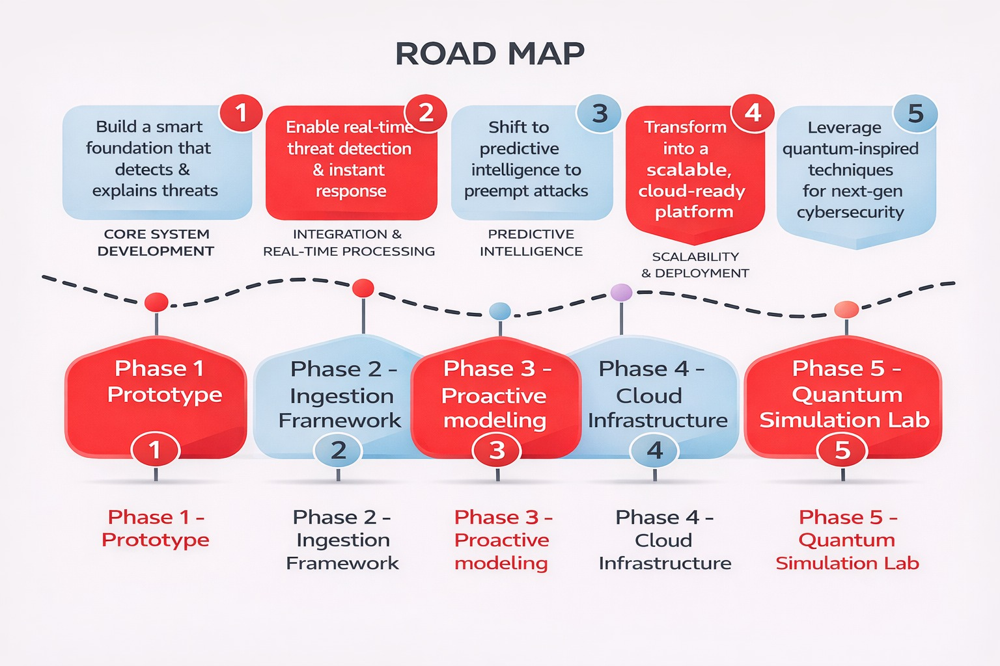 ROAD MAP
1
Build a smart
foundation that
detects &
explains threats
CORE SYSTEM
DEVELOPMENT
2
Enable real-time
threat detection
& instant
response
INTEGRATION &
REAL-TIME PROCESSING
3
Shift to
predictive
intelligence to
preempt attacks
PREDICTIVE
INTELLIGENCE
4
Transform
into a
scalable,
cloud-ready
platform
SCALABILITY
& DEPLOYMENT
5
Leverage
quantum-inspired
techniques
for next-gen
cybersecurity
Phase 1
Prototype
1
Phase 2 -
Ingestion
Frarnework
2
Phase 3 -
Proactive
modeling
3
Phase 4 -
Cloud
Infrastructure
4
Phase 5 -
Quantum
Simulation Lab
5
Phase 1 -
Prototype
Phase 2 -
Ingestion
Framework
Phase 3 -
Proactive
modeling
Phase 4 -
Cloud
Infrastructure
Phase 5 -
Quantum
Simulation Lab